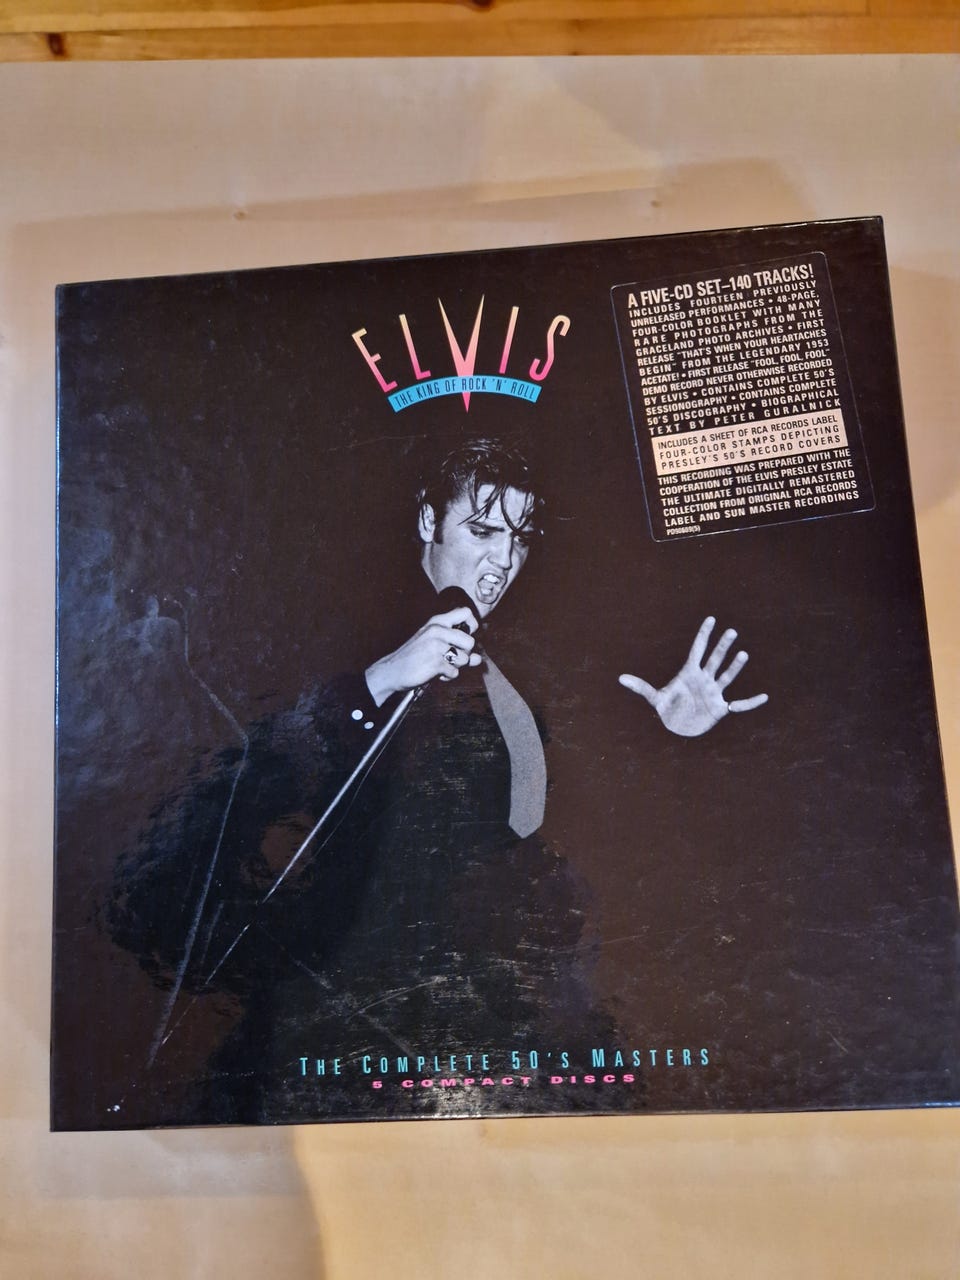 ELVIS
THE KING OF ROCK 'N' ROLL
A FIVE-CD SET–140 TRACKS!
INCLUDES FOURTEEN PREVIOUSLY
UNRELEASED PERFORMANCES • 48-PAGE,
FOUR-COLOR BOOKLET WITH MANY
RARE PHOTOGRAPHS FROM THE
GRACELAND PHOTO ARCHIVES • FIRST
RELEASE "THAT'S WHEN YOUR HEARTACHES
BEGIN" FROM THE LEGENDARY 1953
ACETATE! • FIRST RELEASE "FOOL, FOOL, FOOL"
DEMO RECORD NEVER OTHERWISE RECORDED
BY ELVIS • CONTAINS COMPLETE 50'S
SESSIONOGRAPHY • CONTAINS COMPLETE
50'S DISCOGRAPHY • BIOGRAPHICAL
TEXT BY PETER GURALNICK
INCLUDES A SHEET OF RCA RECORDS LABEL
FOUR-COLOR STAMPS DEPICTING
PRESLEY'S 50'S RECORD COVERS
THIS RECORDING WAS PREPARED WITH THE
COOPERATION OF THE ELVIS PRESLEY ESTATE
THE ULTIMATE DIGITALLY REMASTERED
COLLECTION FROM ORIGINAL RCA RECORDS
LABEL AND SUN MASTER RECORDINGS
PD90689(5)
THE COMPLETE 50'S MASTERS
5 COMPACT DISCS